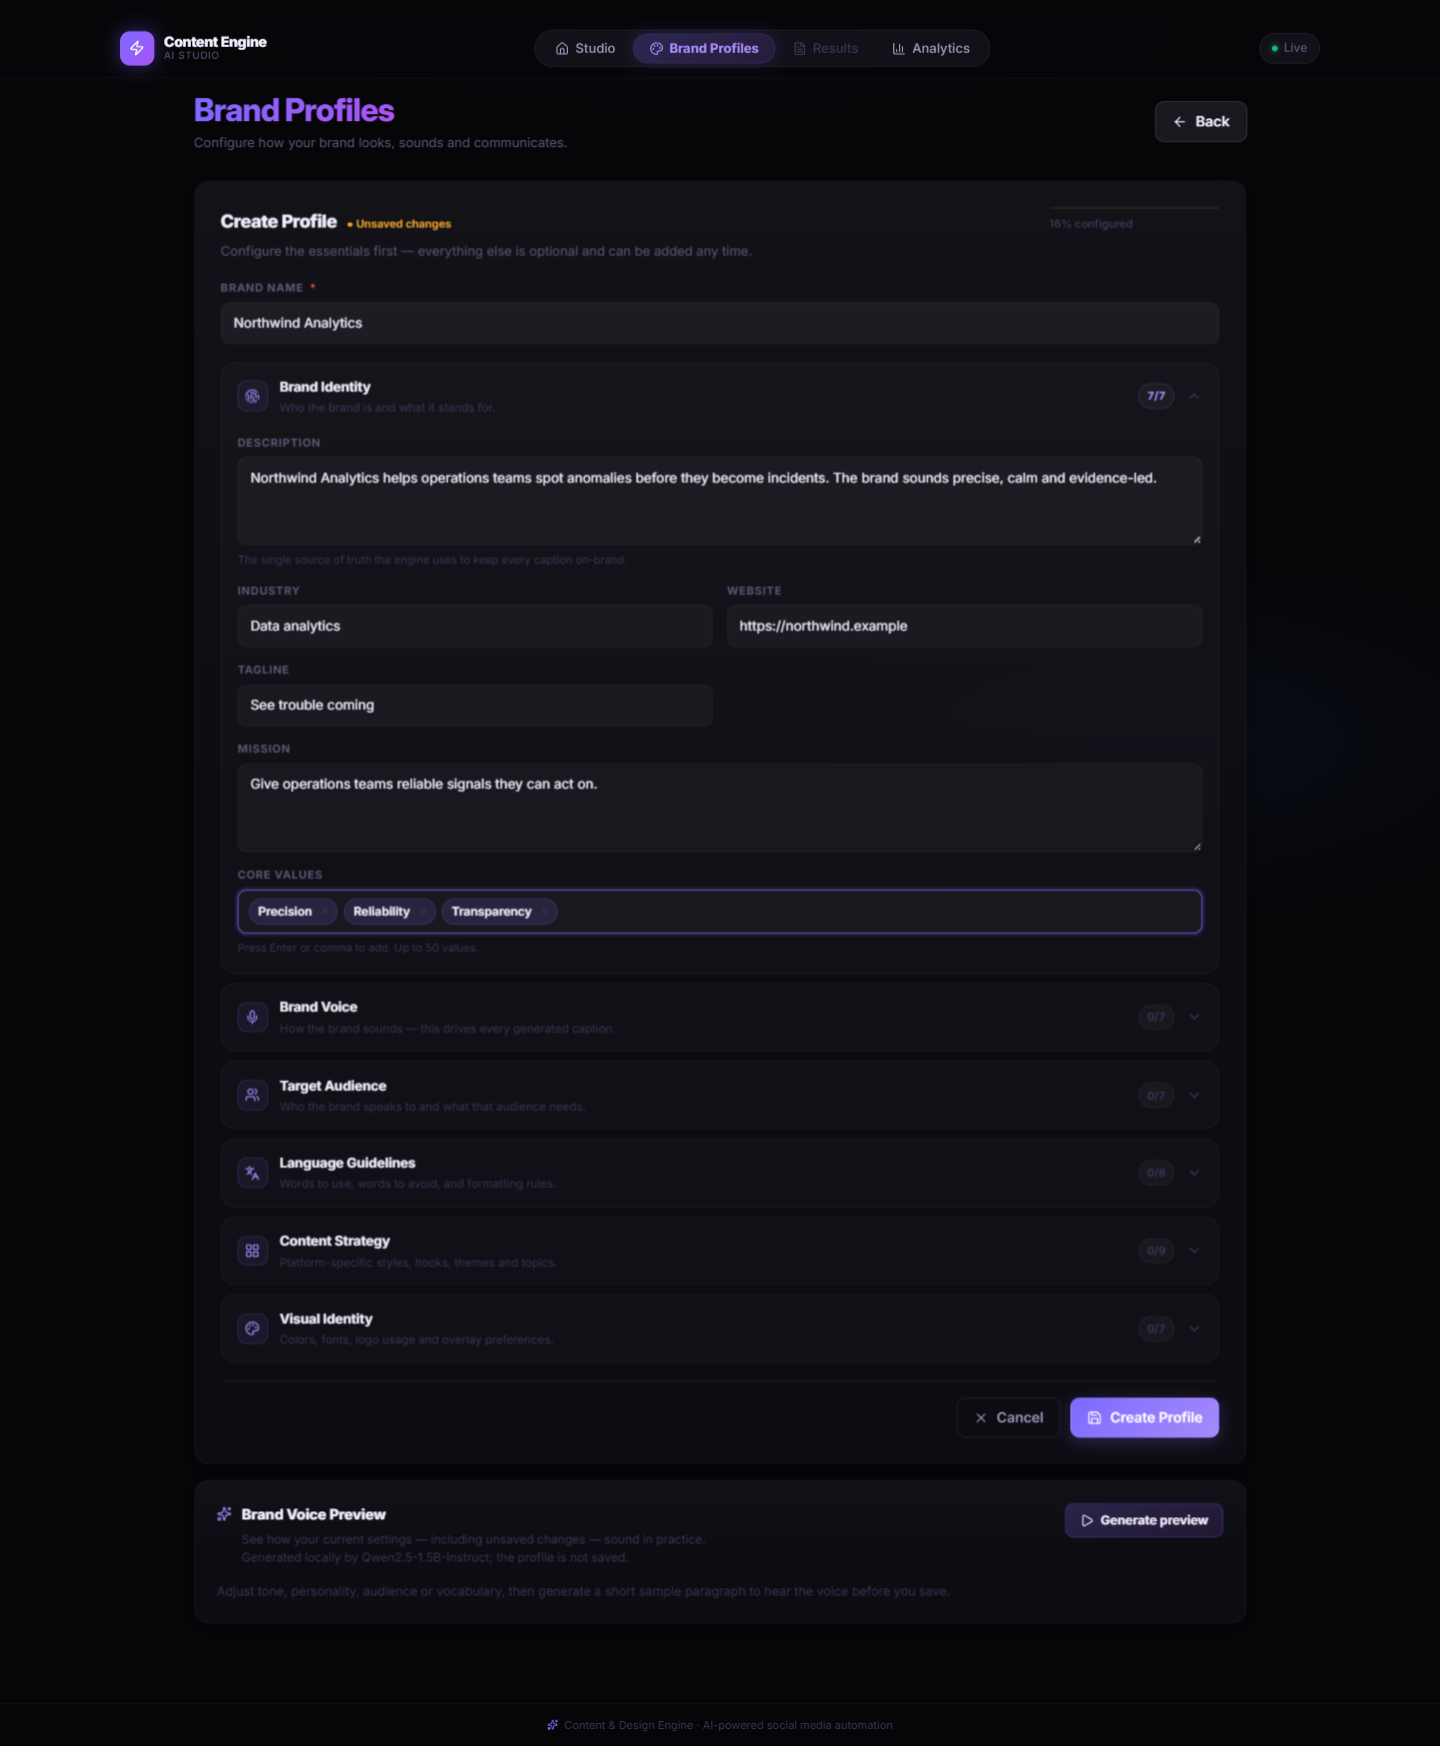 Content Engine
AI STUDIO
Studio
Brand Profiles
Results
Analytics
Live
Brand Profiles
Configure how your brand looks, sounds and communicates.
Back
Create Profile
Unsaved changes
16% configured
Configure the essentials first — everything else is optional and can be added any time.
BRAND NAME *
Northwind Analytics
Brand Identity
Who the brand is and what it stands for.
7/7
DESCRIPTION
Northwind Analytics helps operations teams spot anomalies before they become incidents. The brand sounds precise, calm and evidence-led.
The single source of truth the engine uses to keep every caption on-brand.
INDUSTRY
WEBSITE
Data analytics
https://northwind.example
TAGLINE
See trouble coming
MISSION
Give operations teams reliable signals they can act on.
CORE VALUES
Precision ×
Reliability ×
Transparency ×
Press Enter or comma to add. Up to 50 values.
Brand Voice
How the brand sounds — this drives every generated caption.
0/7
Target Audience
Who the brand speaks to and what that audience needs.
0/7
Language Guidelines
Words to use, words to avoid, and formatting rules.
0/8
Content Strategy
Platform-specific styles, hooks, themes and topics.
0/9
Visual Identity
Colors, fonts, logo usage and overlay preferences.
0/7
Cancel
Create Profile
Brand Voice Preview
Generate preview
See how your current settings — including unsaved changes — sound in practice.
Generated locally by Qwen2.5-1.5B-Instruct; the profile is not saved.
Adjust tone, personality, audience or vocabulary, then generate a short sample paragraph to hear the voice before you save.
Content & Design Engine · AI-powered social media automation